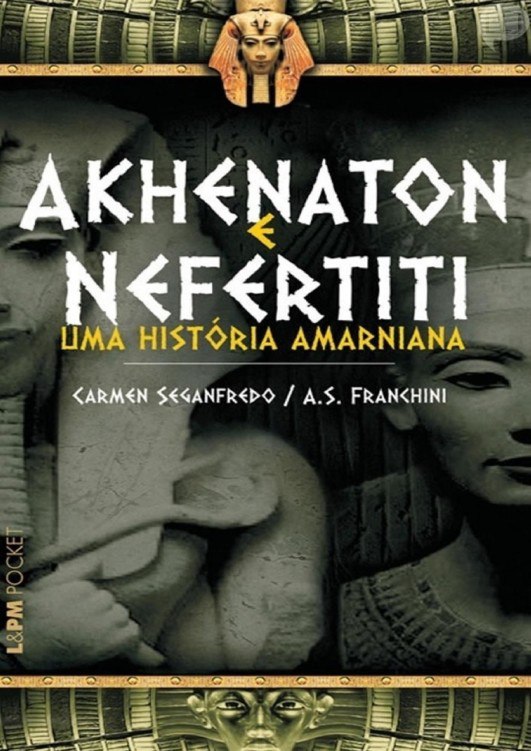 AKHENATON
E
NEFERTITI
UMA HISTÓRIA AMARNIANA
CARMEN SEGANFREDO / A.S. FRANCHINI
L&PM POCKET